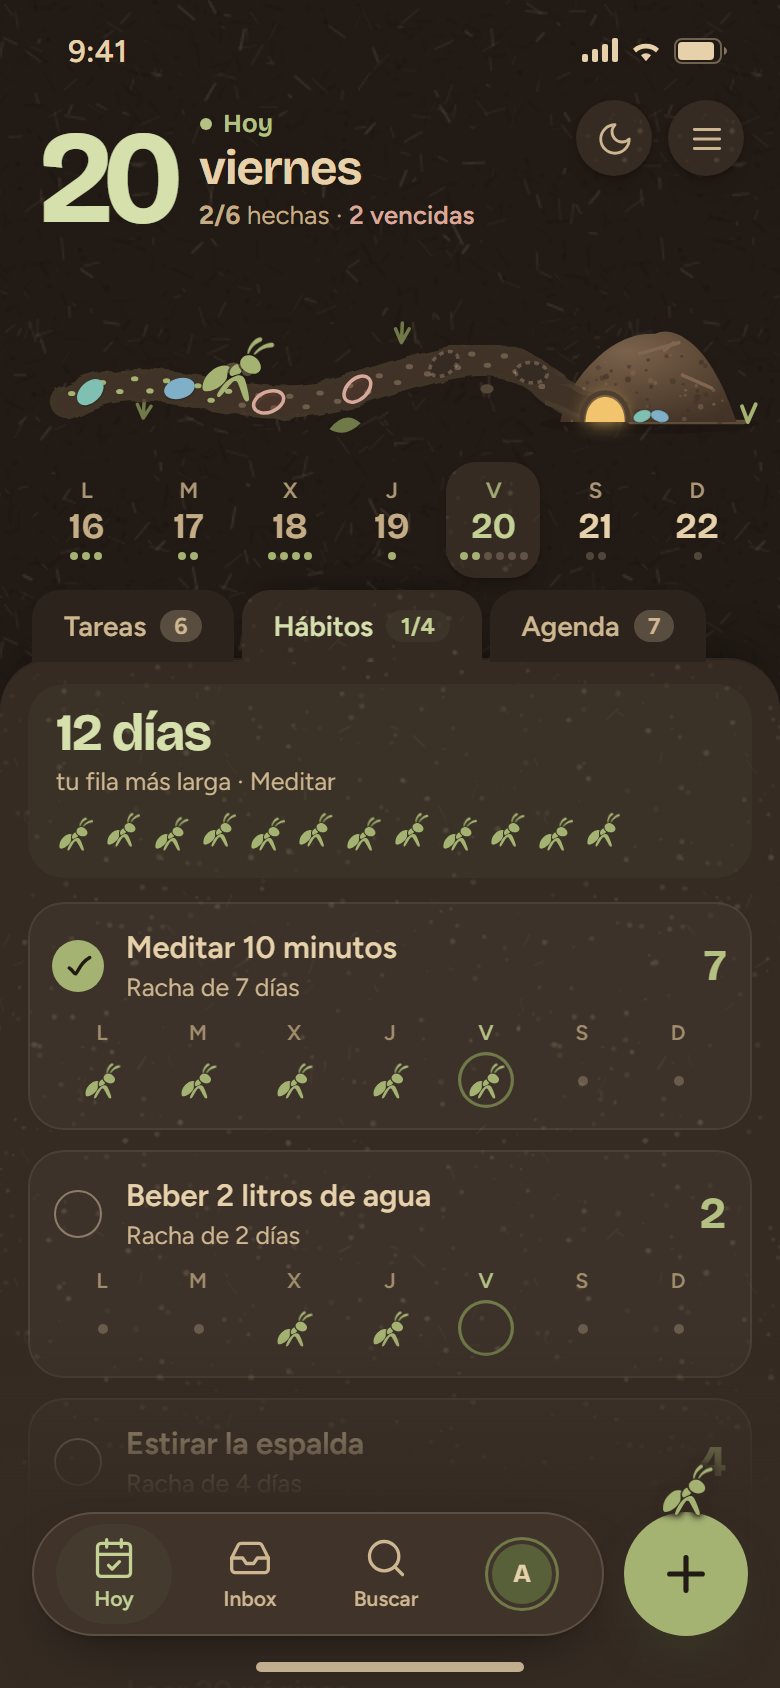 9:41
20
Hoy
viernes
2/6 hechas · 2 vencidas
L M X J V S D
16 17 18 19 20 21 22
Tareas 6 Hábitos 1/4 Agenda 7
12 días
tu fila más larga · Meditar
Meditar 10 minutos
7
Racha de 7 días
L M X J V S D
Beber 2 litros de agua
2
Racha de 2 días
L M X J V S D
Estirar la espalda
4
Racha de 4 días
Hoy Inbox Buscar A